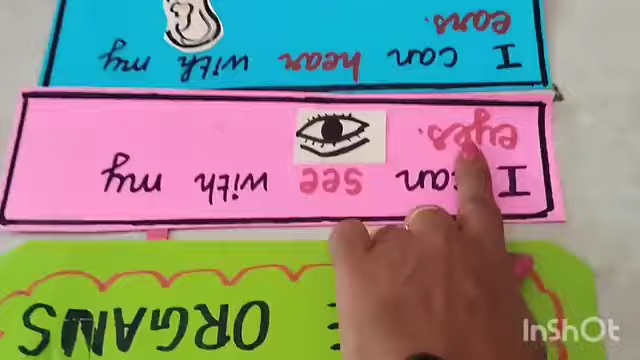 ORGANS
I can see with my
eyes.
I can hear with my
ears.
InShOt